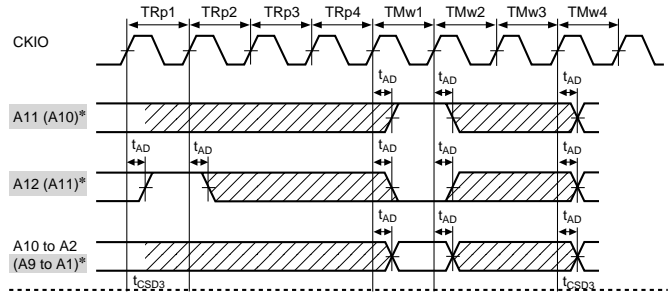 TRp1 TRp2 TRp3 TRp4 TMw1 TMw2 TMw3 TMw4
CKIO
tAD tAD tAD
A11 (A10)*
tAD tAD tAD tAD tAD
A12 (A11)*
tAD tAD tAD
A10 to A2
(A9 to A1)*
tCSD3 tCSD3